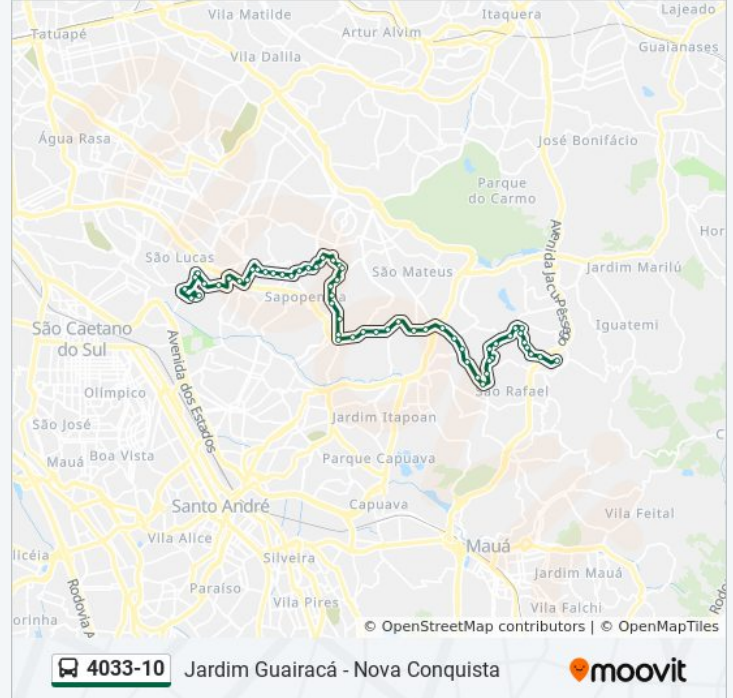 Vila Matilde
Itaquera
Lajeado
Tatuapé
Artur Alvim
Guaianases
Vila Dalila
Água Rasa
José Bonifácio
Parque
do Carmo
Hor
São Lucas
Avenida Jacu-Pêssego
São Mateus
Jardim Marilú
Sapopemba
São Caetano
do Sul
Iguatemi
Avenida dos Estados
Olímpico
São Rafael
São José
Jardim Itapoan
Mauá
Boa Vista
Parque Capuava
Santo André
Capuava
Vila Feital
Vila Alice
Mauá
licéia
Silveira
Jardim Mauá
Paraíso
Rodovia A
Vila Pires
Vila Falchi
Rodo
orinha
© OpenStreetMap contributors | © OpenMapTiles
4033-10 Jardim Guairacá - Nova Conquista
moovit